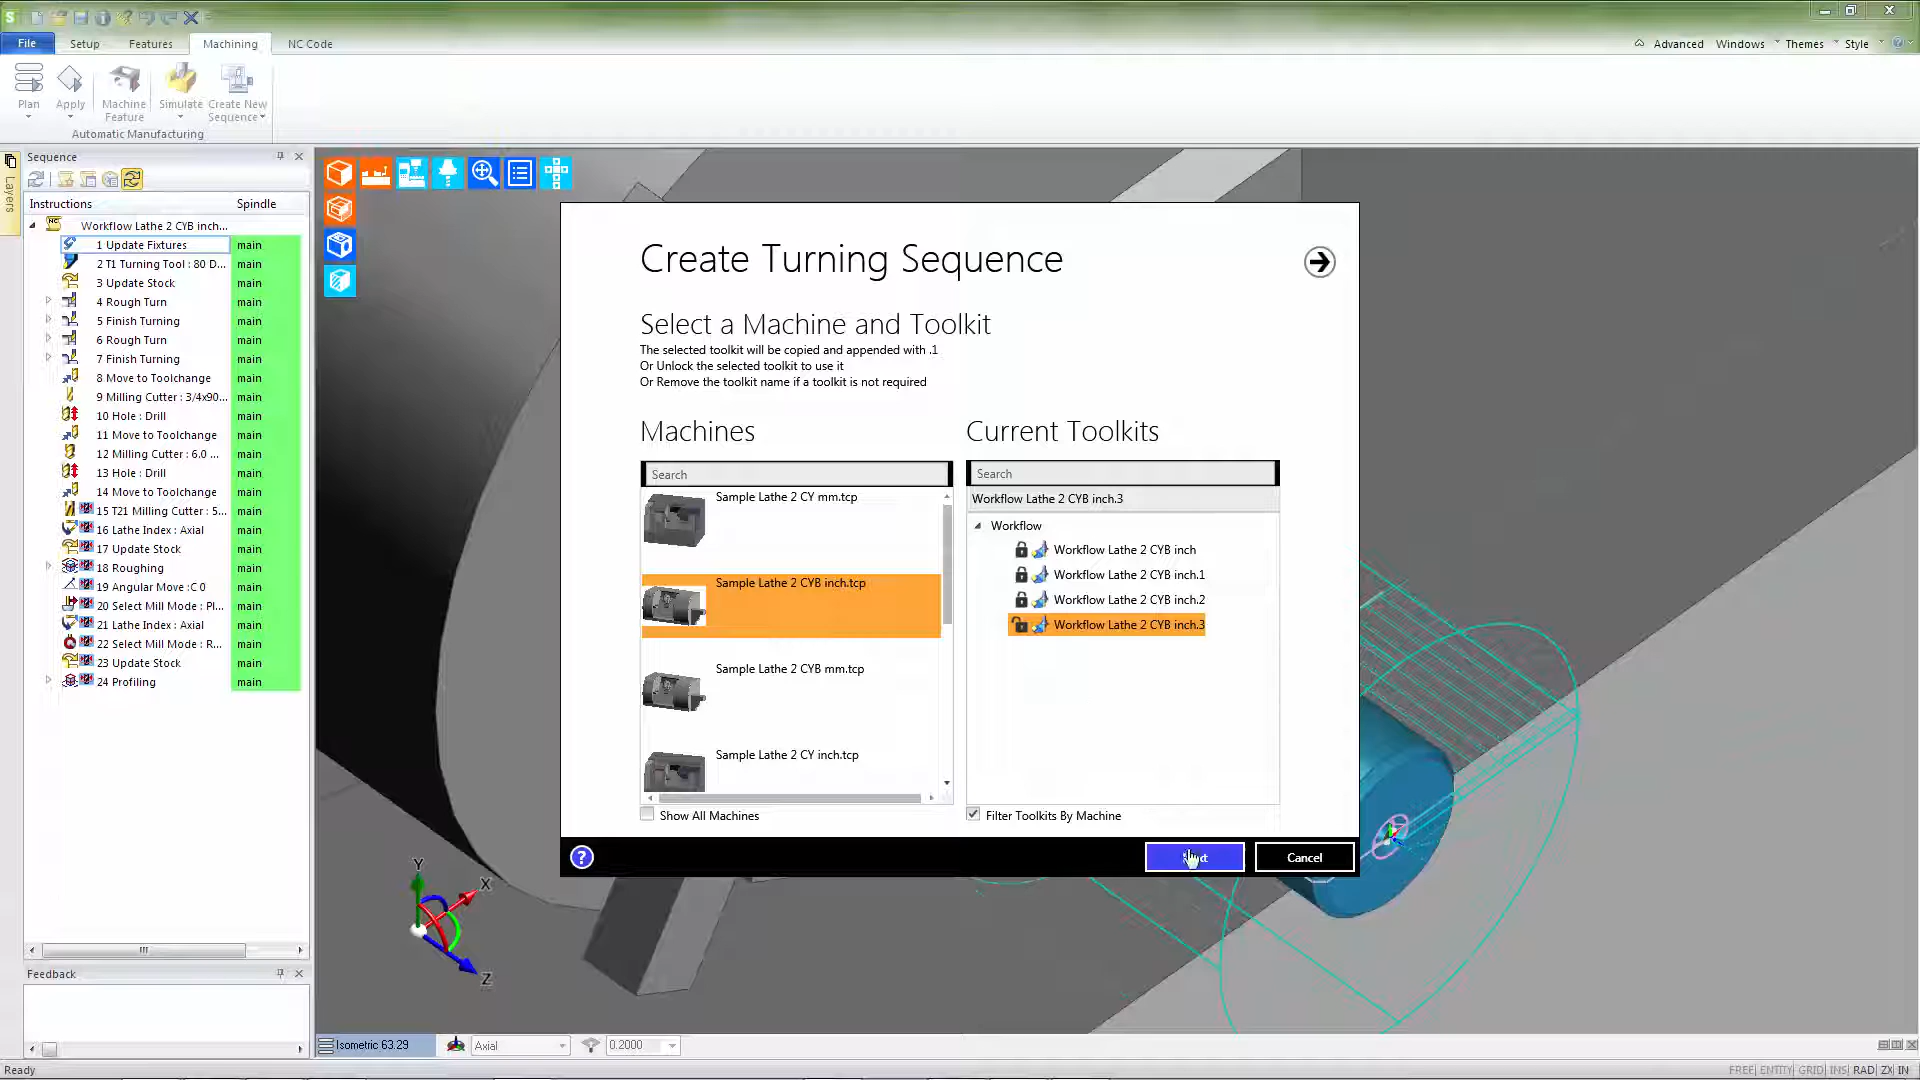 File
Setup
Features
Machining
NC Code
Advanced
Windows
Themes
Style
Plan
Apply
Machine
Feature
Simulate
Create New
Sequence
Automatic Manufacturing
Layers
Sequence
Instructions
Spindle
Workflow Lathe 2 CYB inch...
1 Update Fixtures main
2 T1 Turning Tool : 80 D... main
3 Update Stock main
4 Rough Turn main
5 Finish Turning main
6 Rough Turn main
7 Finish Turning main
8 Move to Toolchange main
9 Milling Cutter : 3/4x90... main
10 Hole : Drill main
11 Move to Toolchange main
12 Milling Cutter : 6.0 ... main
13 Hole : Drill main
14 Move to Toolchange main
15 T21 Milling Cutter : 5... main
16 Lathe Index : Axial main
17 Update Stock main
18 Roughing main
19 Angular Move :C 0 main
20 Select Mill Mode : Pl... main
21 Lathe Index : Axial main
22 Select Mill Mode : R... main
23 Update Stock main
24 Profiling main
Feedback
Create Turning Sequence
Select a Machine and Toolkit
The selected toolkit will be copied and appended with .1
Or Unlock the selected toolkit to use it
Or Remove the toolkit name if a toolkit is not required
Machines
Search
Sample Lathe 2 CY mm.tcp
Sample Lathe 2 CYB inch.tcp
Sample Lathe 2 CYB mm.tcp
Sample Lathe 2 CY inch.tcp
Show All Machines
Current Toolkits
Search
Workflow Lathe 2 CYB inch.3
Workflow
Workflow Lathe 2 CYB inch
Workflow Lathe 2 CYB inch.1
Workflow Lathe 2 CYB inch.2
Workflow Lathe 2 CYB inch.3
Filter Toolkits By Machine
?
Cancel
Y
X
Z
Isometric 63.29
Axial
0.2000
Ready
FREE ENTITY GRID INS RAD ZX IN